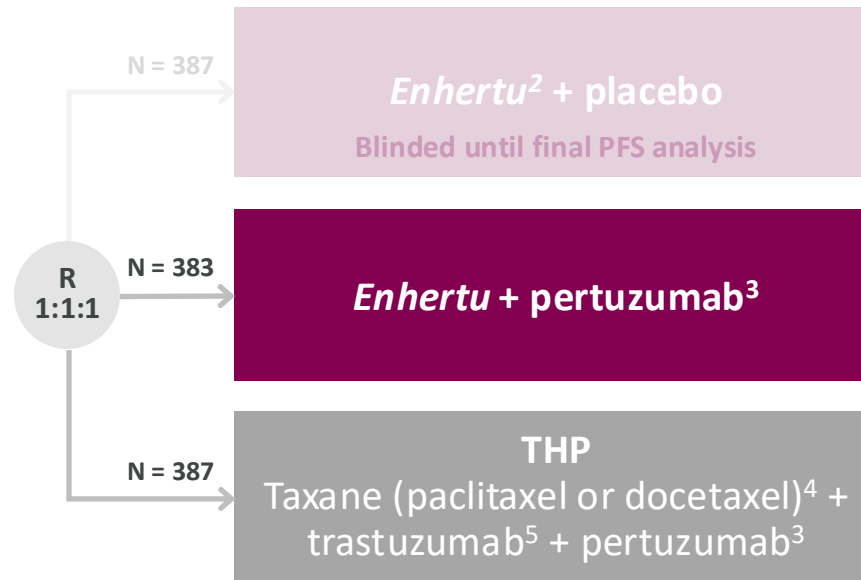 N = 387
Enhertu² + placebo
Blinded until final PFS analysis
R
1:1:1
N = 383
Enhertu + pertuzumab³
N = 387
THP
Taxane (paclitaxel or docetaxel)⁴ +
trastuzumab⁵ + pertuzumab³